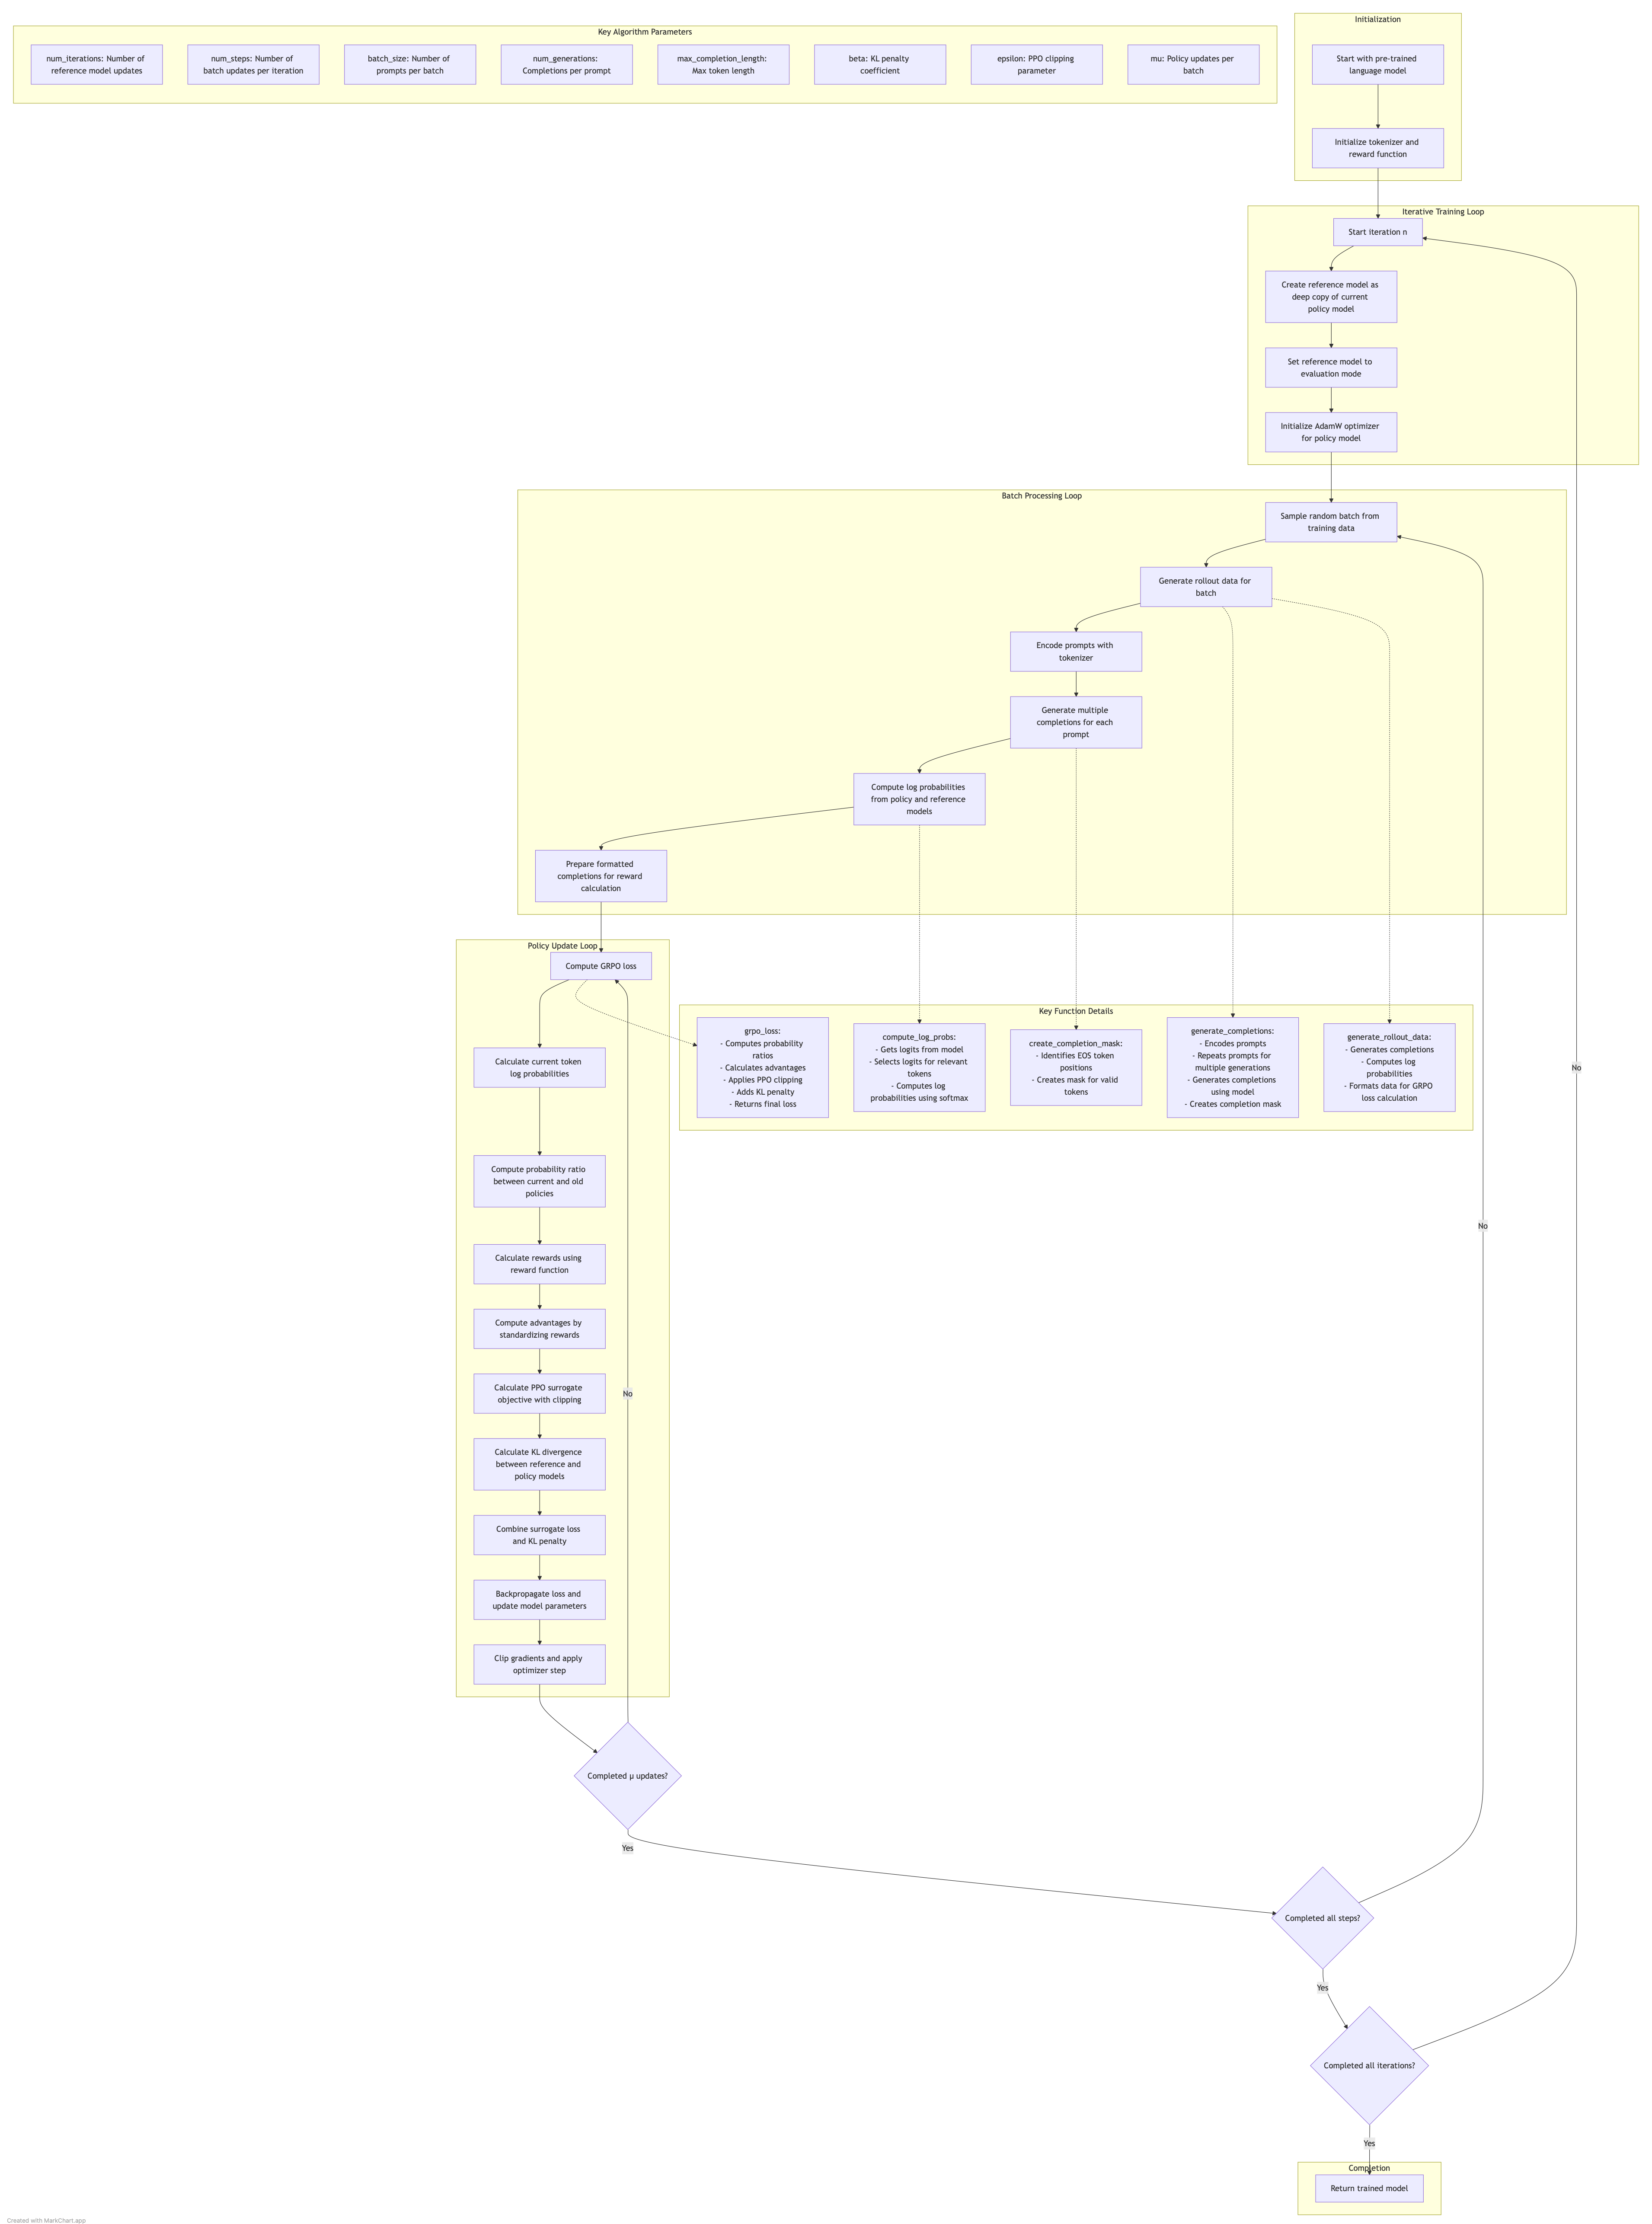 Key Algorithm Parameters
num_iterations: Number of
reference model updates
num_steps: Number of
batch updates per iteration
batch_size: Number of
prompts per batch
num_generations:
Completions per prompt
max_completion_length:
Max token length
beta: KL penalty
coefficient
epsilon: PPO clipping
parameter
mu: Policy updates per
batch
Initialization
Start with pre-trained
language model
Initialize tokenizer and
reward function
Iterative Training Loop
Start iteration n
Create reference model as
deep copy of current
policy model
Set reference model to
evaluation mode
Initialize AdamW optimizer
for policy model
Batch Processing Loop
Sample random batch from
training data
Generate rollout data for
batch
Encode prompts with
tokenizer
Generate multiple
completions for each
prompt
Compute log probabilities
from policy and reference
models
Prepare formatted
completions for reward
calculation
Policy Update Loop
Compute GRPO loss
Calculate current token
log probabilities
Compute probability ratio
between current and old
policies
Calculate rewards using
reward function
Compute advantages by
standardizing rewards
Calculate PPO surrogate
objective with clipping
Calculate KL divergence
between reference and
policy models
Combine surrogate loss
and KL penalty
Backpropagate loss and
update model parameters
Clip gradients and apply
optimizer step
Key Function Details
grpo_loss:
- Computes probability
ratios
- Calculates advantages
- Applies PPO clipping
- Adds KL penalty
- Returns final loss
compute_log_probs:
- Gets logits from model
- Selects logits for relevant
tokens
- Computes log
probabilities using softmax
create_completion_mask:
- Identifies EOS token
positions
- Creates mask for valid
tokens
generate_completions:
- Encodes prompts
- Repeats prompts for
multiple generations
- Generates completions
using model
- Creates completion mask
generate_rollout_data:
- Generates completions
- Computes log
probabilities
- Formats data for GRPO
loss calculation
No
No
No
Completed μ updates?
Yes
Completed all steps?
Yes
Completed all iterations?
Yes
Completion
Return trained model
Created with MarkChart.app